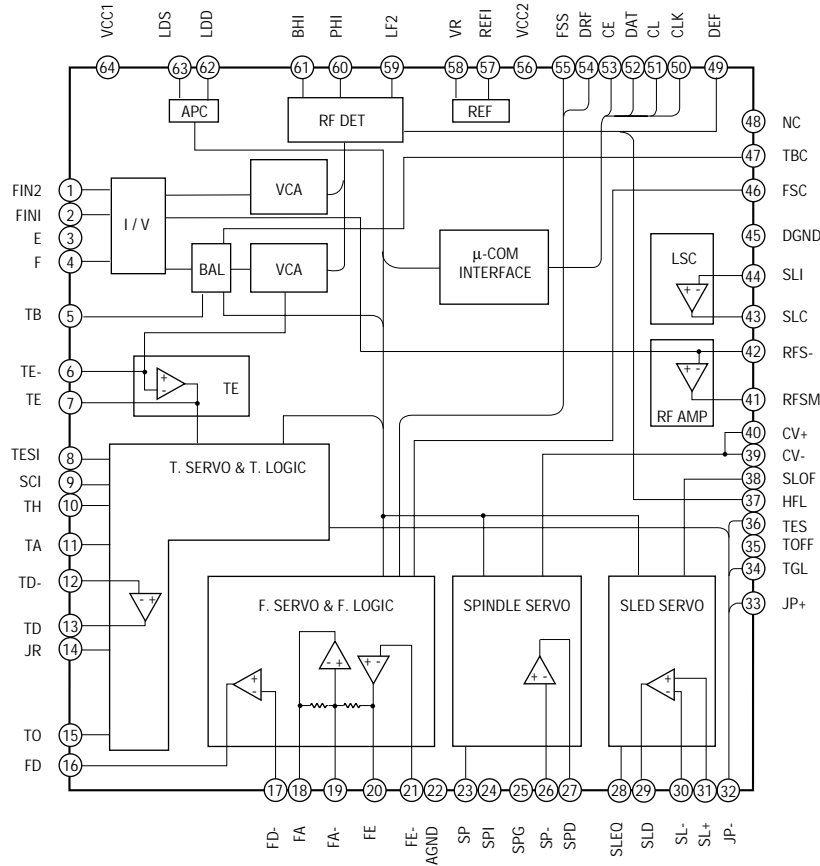 VCC1
LDS
LDD
BHI
PHI
LF2
VR
REFI
VCC2
FSS
DRF
CE
DAT
CL
CLK
DEF
64
63
62
61
60
59
58
57
56
55
54
53
52
51
50
49
APC
RF DET
REF
48 NC
47 TBC
46 FSC
45 DGND
44 SLI
43 SLC
42 RFS-
41 RFSM
40 CV+
39 CV-
38 SLOF
37 HFL
36 TES
35 TOFF
34 TGL
33 JP+
FIN2 1
FINI 2
E 3
F 4
TB 5
TE- 6
TE 7
TESI 8
SCI 9
TH 10
TA 11
TD- 12
TD 13
JR 14
TO 15
FD 16
I / V
VCA
BAL
VCA
μ-COM
INTERFACE
LSC
+ -
RF AMP
+ -
TE
+
-
T. SERVO & T. LOGIC
- +
F. SERVO & F. LOGIC
+
-
- +
+ -
SPINDLE SERVO
+ -
SLED SERVO
+
-
17
18
19
20
21
22
23
24
25
26
27
28
29
30
31
32
FD-
FA
FA-
FE
FE-
AGND
SP
SPI
SPG
SP-
SPD
SLEQ
SLD
SL-
SL+
JP-